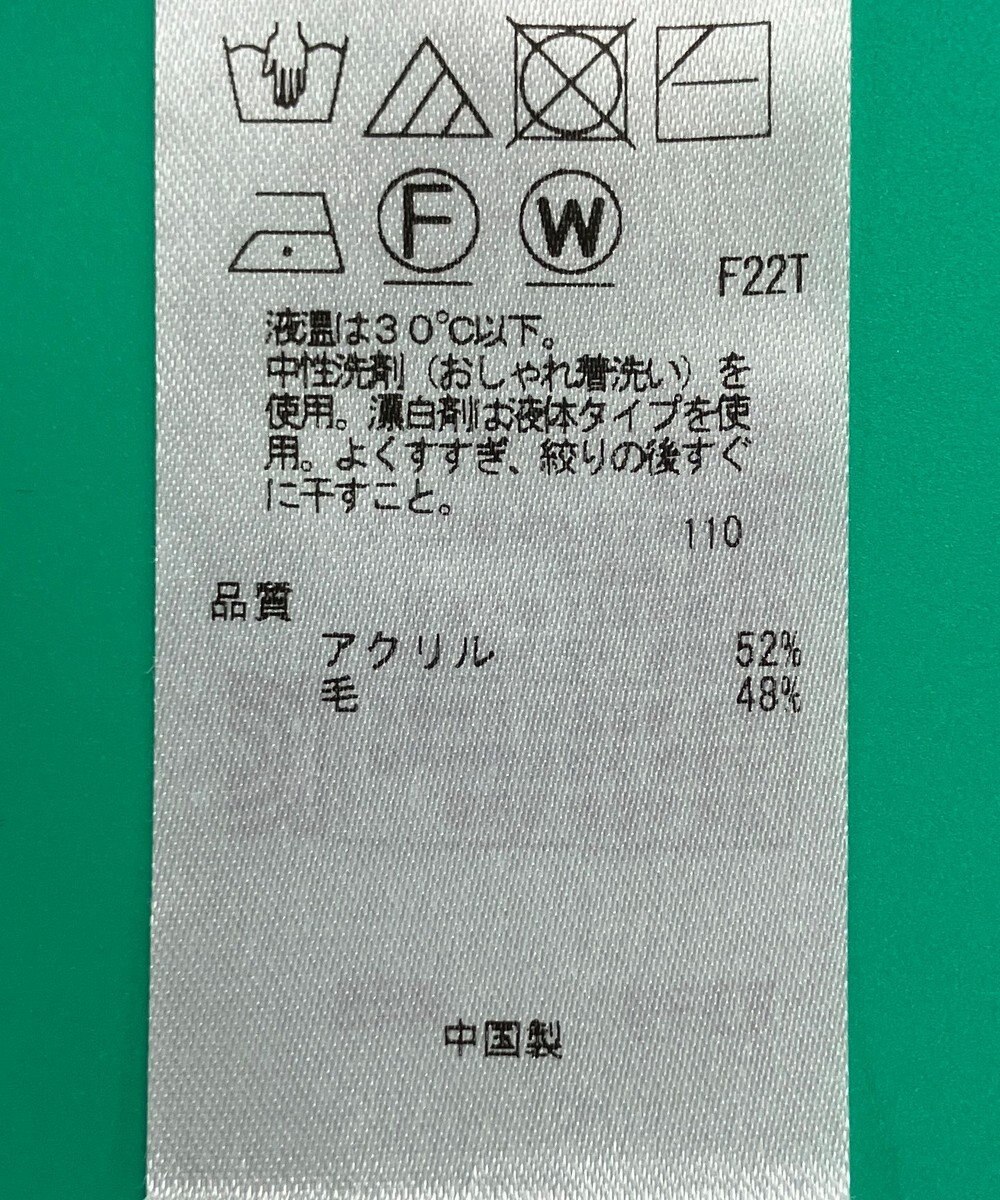 F W F22T
液温は30℃以下。
中性洗剤（おしゃれ着洗い）を
使用。漂白剤は液体タイプを使
用。よくすすぎ、絞りの後すぐ
に干すこと。
110
品質
アクリル 52%
毛 48%
中国製